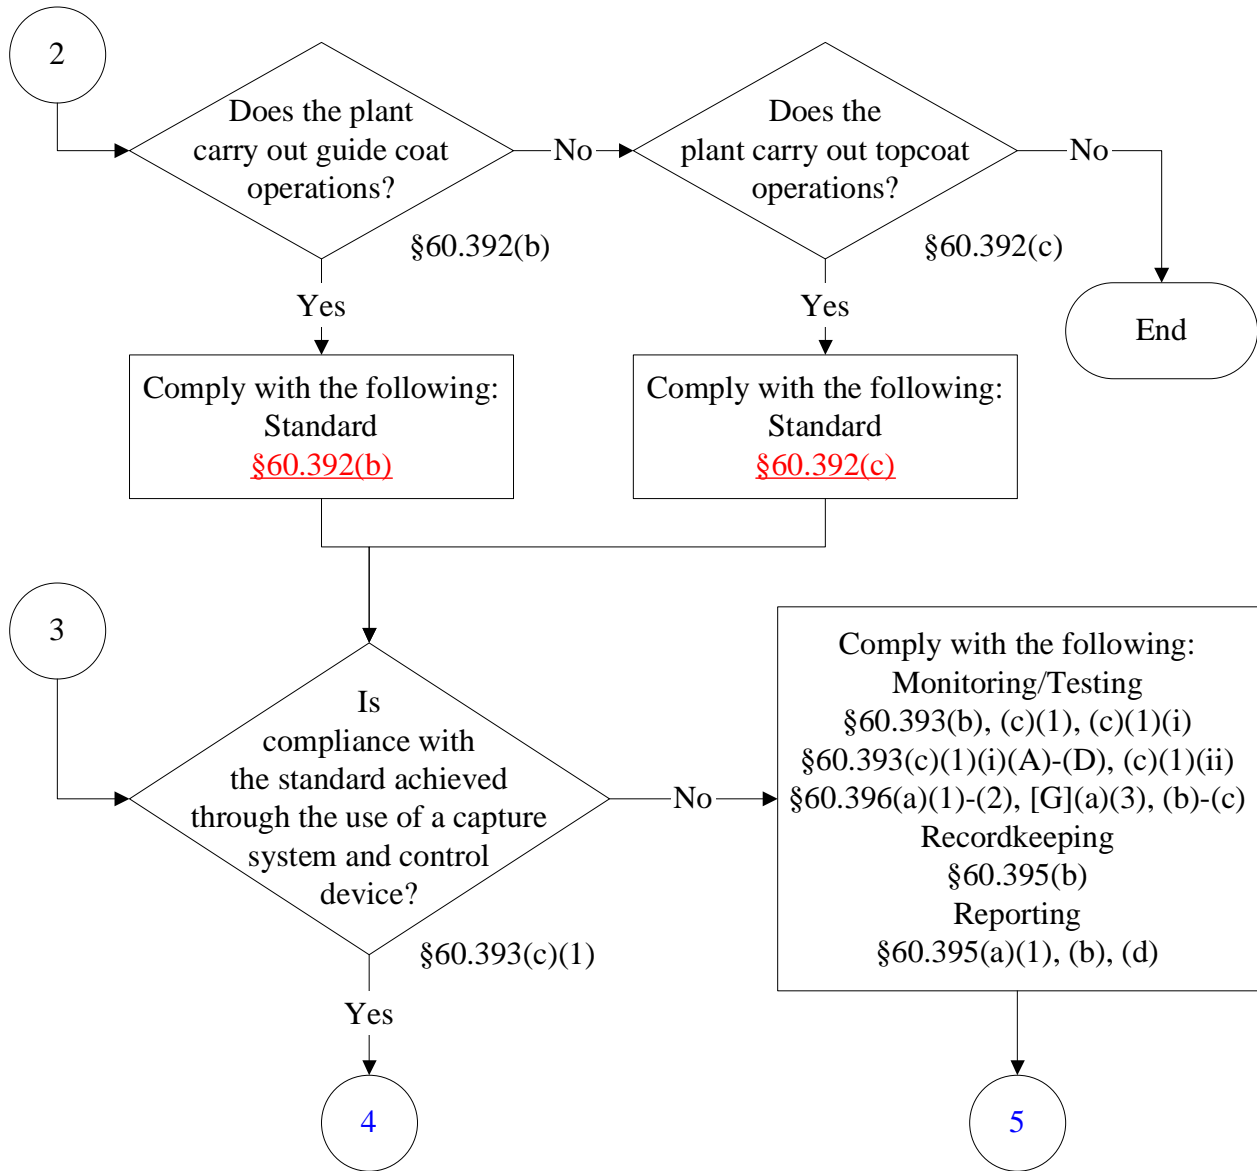 2
Does the plant
carry out guide coat
operations?
§60.392(b)
No
Does the
plant carry out topcoat
operations?
§60.392(c)
No
End
Yes
Yes
Comply with the following:
Standard
§60.392(b)
Comply with the following:
Standard
§60.392(c)
3
Is
compliance with
the standard achieved
through the use of a capture
system and control
device?
§60.393(c)(1)
No
Comply with the following:
Monitoring/Testing
§60.393(b), (c)(1), (c)(1)(i)
§60.393(c)(1)(i)(A)-(D), (c)(1)(ii)
§60.396(a)(1)-(2), [G](a)(3), (b)-(c)
Recordkeeping
§60.395(b)
Reporting
§60.395(a)(1), (b), (d)
Yes
4
5